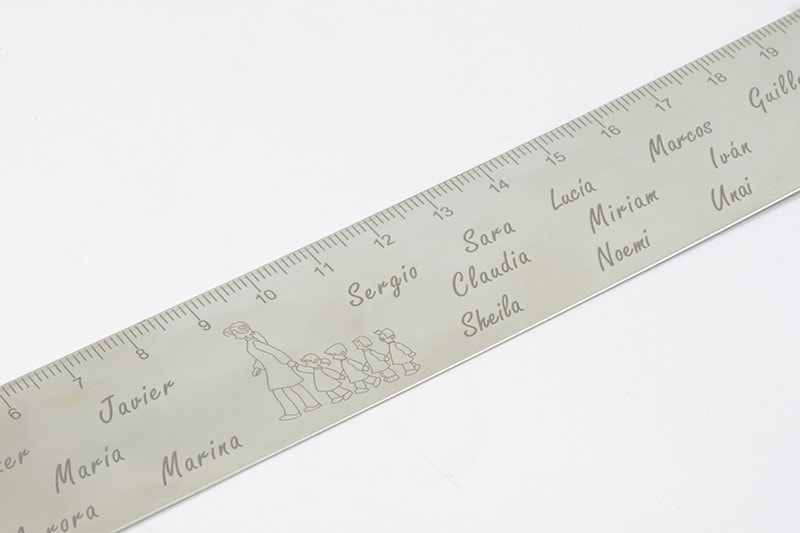 6 7 8 9 10 11 12 13 14 15 16 17 18 19
Javier
María
Marina
Sergio
Sara
Claudia
Sheila
Lucía
Miriam
Noemi
Marcos
Iván
Unai